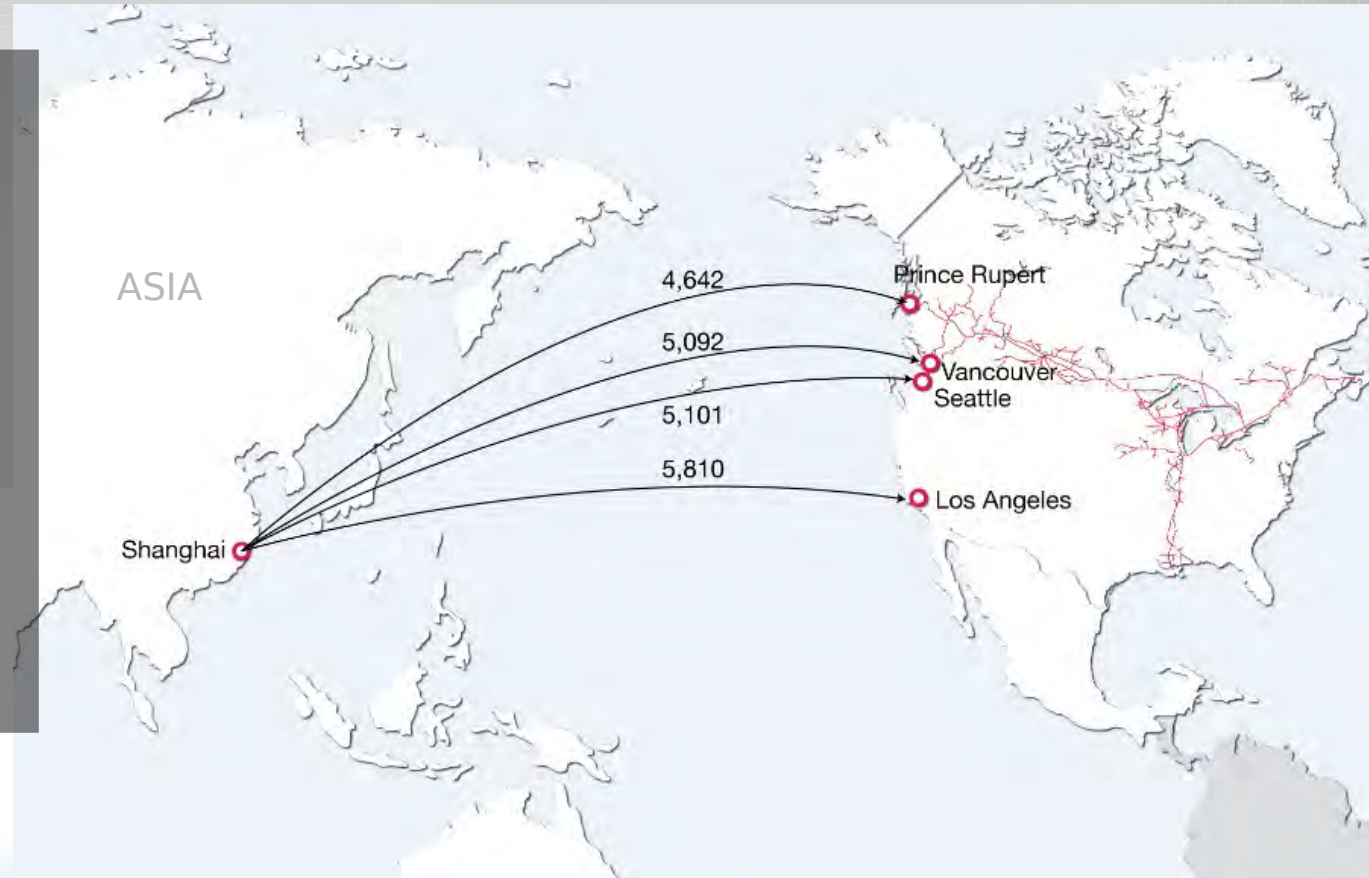 ASIA
4,642
Prince Rupert
5,092
Vancouver
Seattle
5,101
5,810
Los Angeles
Shanghai